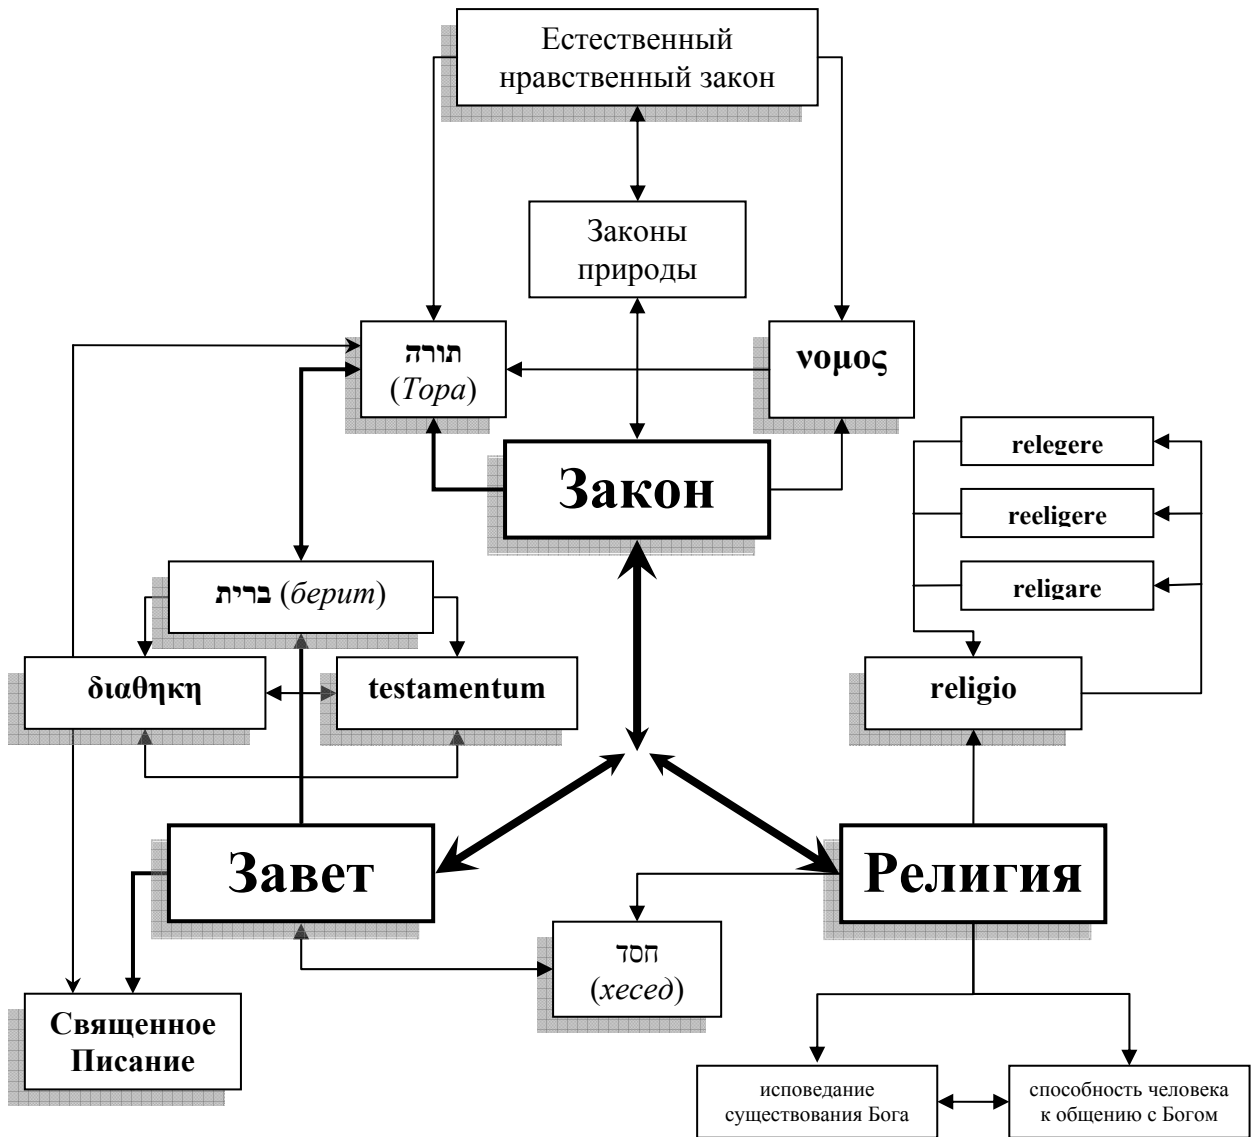 Естественный
нравственный закон
Законы
природы
תורה
(Тора)
νομος
Закон
relegere
reeligere
religare
ברית (берит)
διαθηκη
testamentum
religio
Завет
Религия
חסד
(хесед)
Священное
Писание
исповедание
существования Бога
способность человека
к общению с Богом